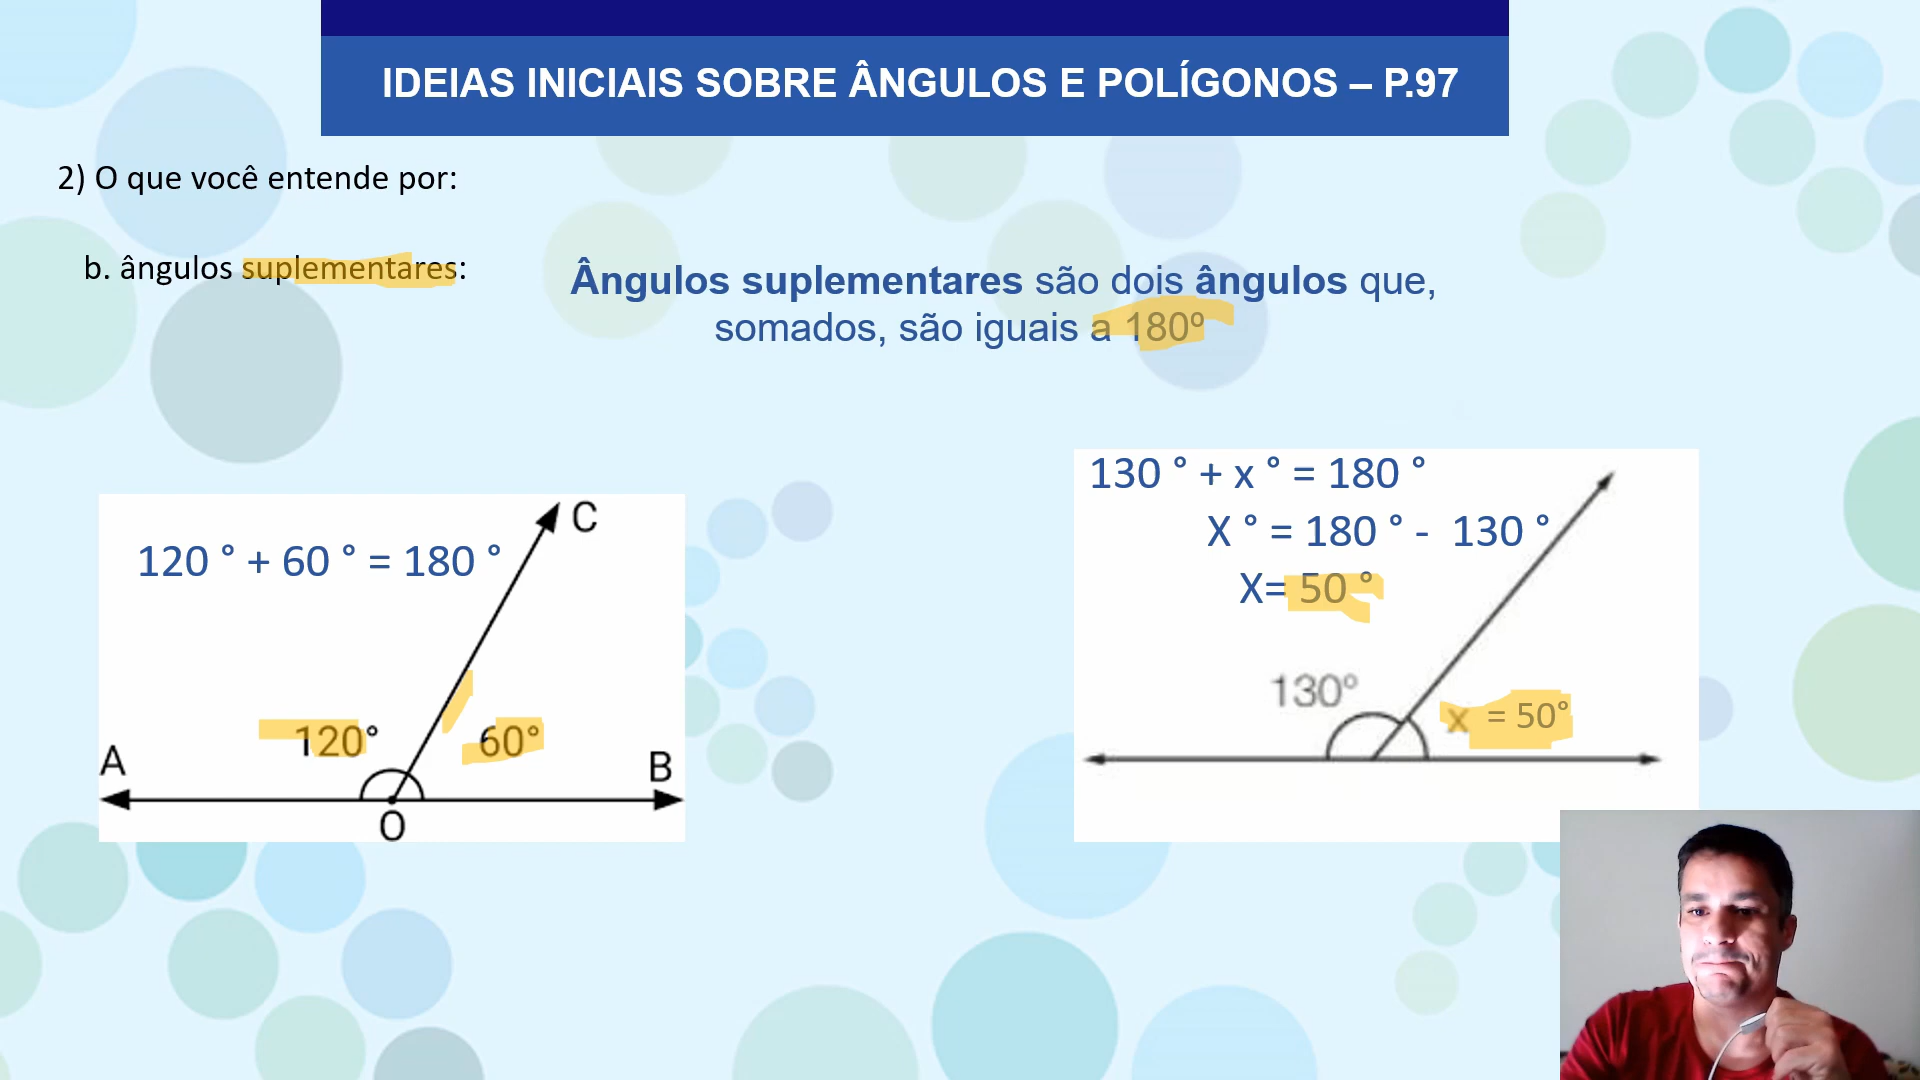 IDEIAS INICIAIS SOBRE ÂNGULOS E POLÍGONOS – P.97
2) O que você entende por:
b. ângulos suplementares:
Ângulos suplementares são dois ângulos que,
somados, são iguais a 180º
120 ° + 60 ° = 180 °
C
120°
60°
A
B
O
130 ° + x ° = 180 °
X ° = 180 ° - 130 °
X= 50 °
130º
x = 50°